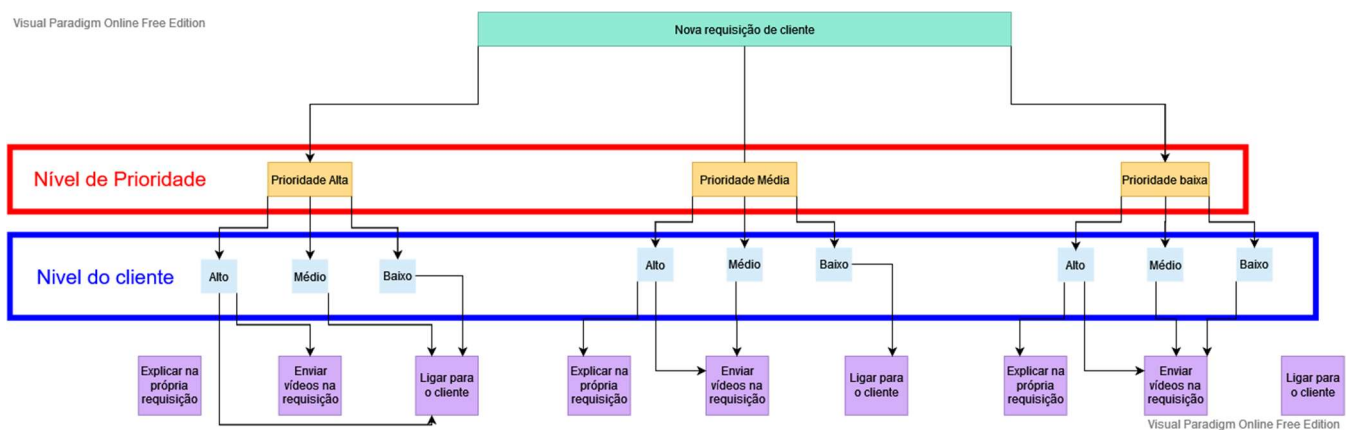 Visual Paradigm Online Free Edition
Nova requisição de cliente
Nível de Prioridade
Prioridade Alta
Prioridade Média
Prioridade baixa
Nivel do cliente
Alto
Médio
Baixo
Alto
Médio
Baixo
Alto
Médio
Baixo
Explicar na
própria
requisição
Enviar
vídeos na
requisição
Ligar para
o cliente
Explicar na
própria
requisição
Enviar
vídeos na
requisição
Ligar para
o cliente
Explicar na
própria
requisição
Enviar
vídeos na
requisição
Ligar para
o cliente
Visual Paradigm Online Free Edition